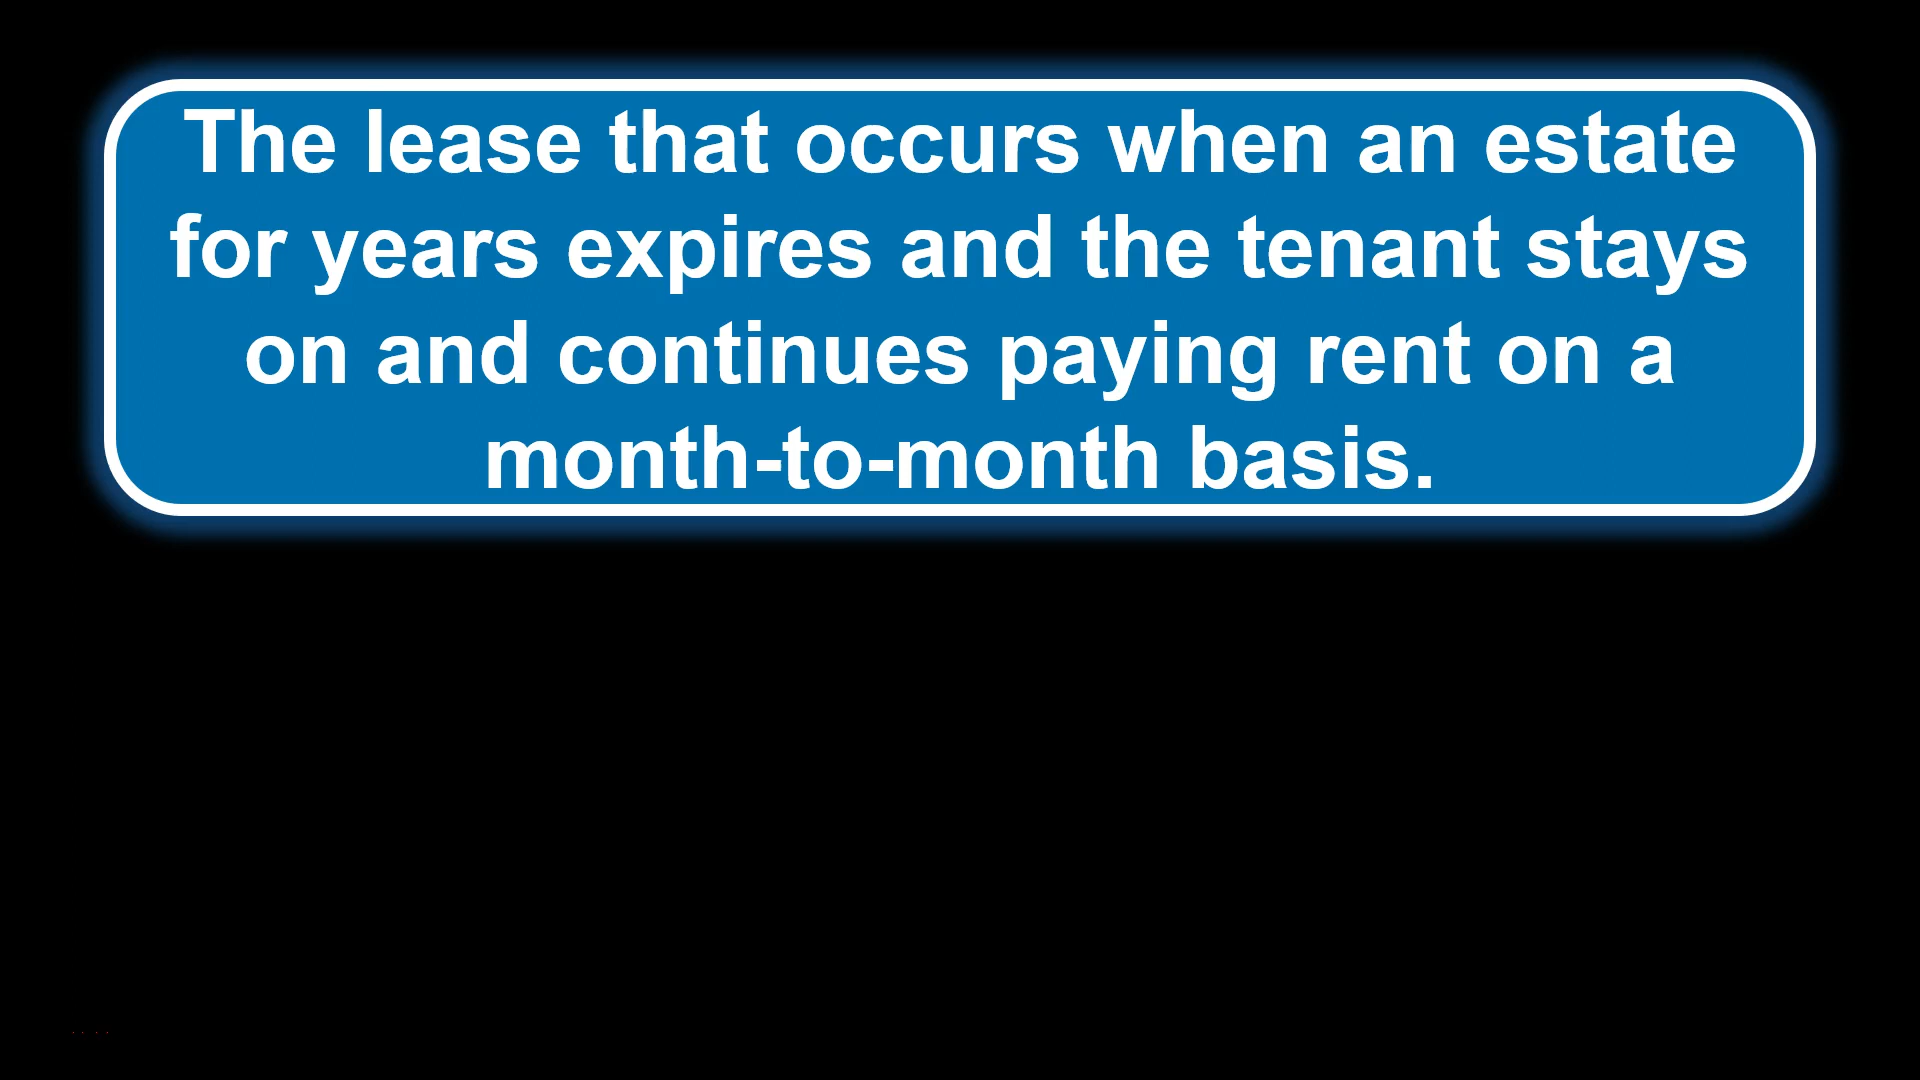 The lease that occurs when an estate
for years expires and the tenant stays
on and continues paying rent on a
month-to-month basis.